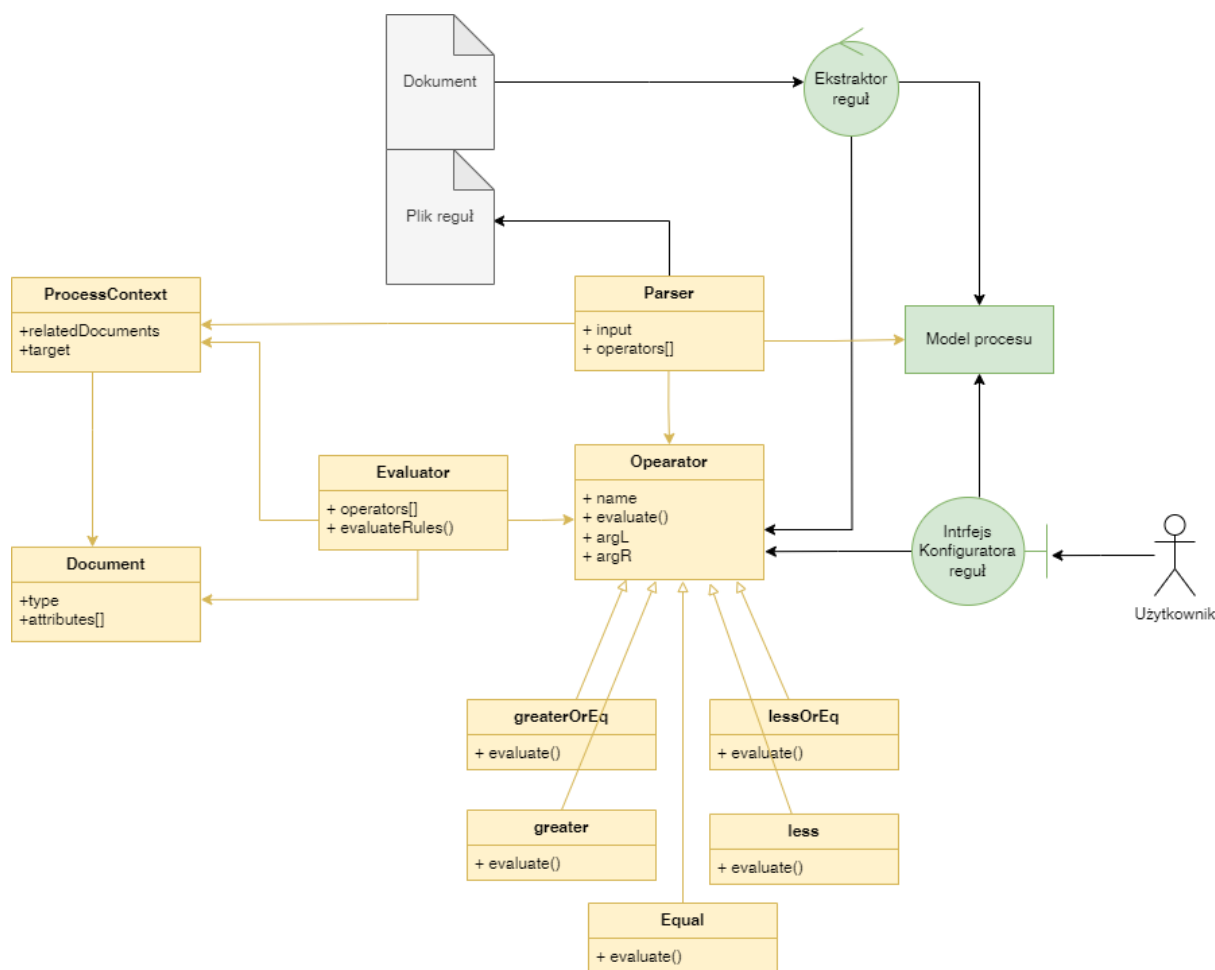 Dokument
Ekstraktor
reguł
Plik reguł
ProcessContext
+relatedDocuments
+target
Parser
+ input
+ operators[]
Model procesu
Evaluator
+ operators[]
+ evaluateRules()
Opearator
+ name
+ evaluate()
+ argL
+ argR
Intrfejs
Konfiguratora
reguł
Użytkownik
Document
+type
+attributes[]
greaterOrEq
+ evaluate()
lessOrEq
+ evaluate()
greater
+ evaluate()
less
+ evaluate()
Equal
+ evaluate()